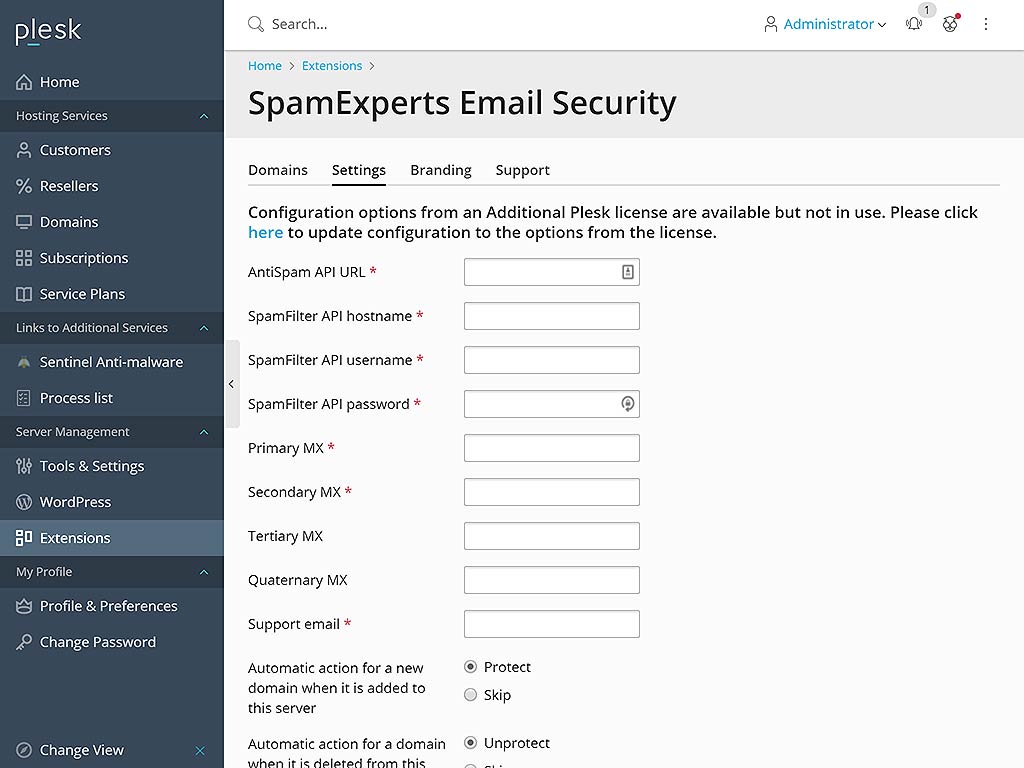 plesk
Search...
Administrator
1
Home
Hosting Services
Customers
Resellers
Domains
Subscriptions
Service Plans
Links to Additional Services
Sentinel Anti-malware
Process list
Server Management
Tools & Settings
WordPress
Extensions
My Profile
Profile & Preferences
Change Password
Change View
Home > Extensions >
SpamExperts Email Security
Domains Settings Branding Support
Configuration options from an Additional Plesk license are available but not in use. Please click
here to update configuration to the options from the license.
AntiSpam API URL *
SpamFilter API hostname *
SpamFilter API username *
SpamFilter API password *
Primary MX *
Secondary MX *
Tertiary MX
Quaternary MX
Support email *
Automatic action for a new
domain when it is added to
this server
Protect
Skip
Automatic action for a domain
when it is deleted from this
Unprotect